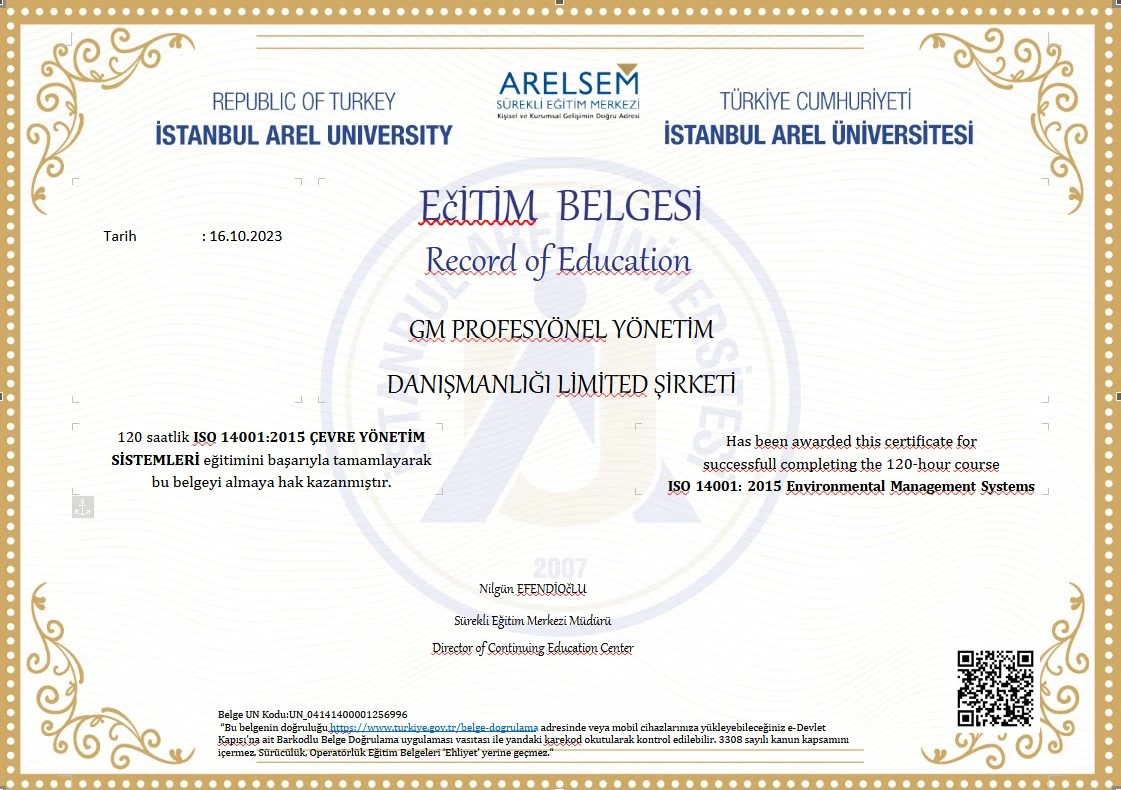 ARELSEM
SÜREKLİ EĞİTİM MERKEZİ
Kişisel ve Kurumsal Gelişimin Doğru Adresi
REPUBLIC OF TURKEY
İSTANBUL AREL UNIVERSITY
TÜRKİYE CUMHURİYETİ
İSTANBUL AREL ÜNİVERSİTESİ
EčİTİM BELGESİ
Record of Education
Tarih : 16.10.2023
GM PROFESYÖNEL YÖNETİM
DANIŞMANLIĞI LİMİTED ŞİRKETİ
120 saatlik ISO 14001:2015 ÇEVRE YÖNETİM
SİSTEMLERİ eğitimini başarıyla tamamlayarak
bu belgeyi almaya hak kazanmıştır.
Has been awarded this certificate for
successfull completing the 120-hour course
ISO 14001: 2015 Environmental Management Systems
İSTANBUL AREL ÜNİVERSİTESİ
2007
Nilgün EFENDİOčLU
Sürekli Eğitim Merkezi Müdürü
Director of Continuing Education Center
Belge UN Kodu:UN_04141400001256996
“Bu belgenin doğruluğu https://www.turkiye.gov.tr/belge-dogrulama adresinde veya mobil cihazlarınıza yükleyebileceğiniz e-Devlet
Kapısı'na ait Barkodlu Belge Doğrulama uygulaması vasıtası ile yandaki karekod okutularak kontrol edilebilir. 3308 sayılı kanun kapsamını
içermez. Sürücülük, Operatörlük Eğitim Belgeleri ‘Ehliyet’ yerine geçmez.“